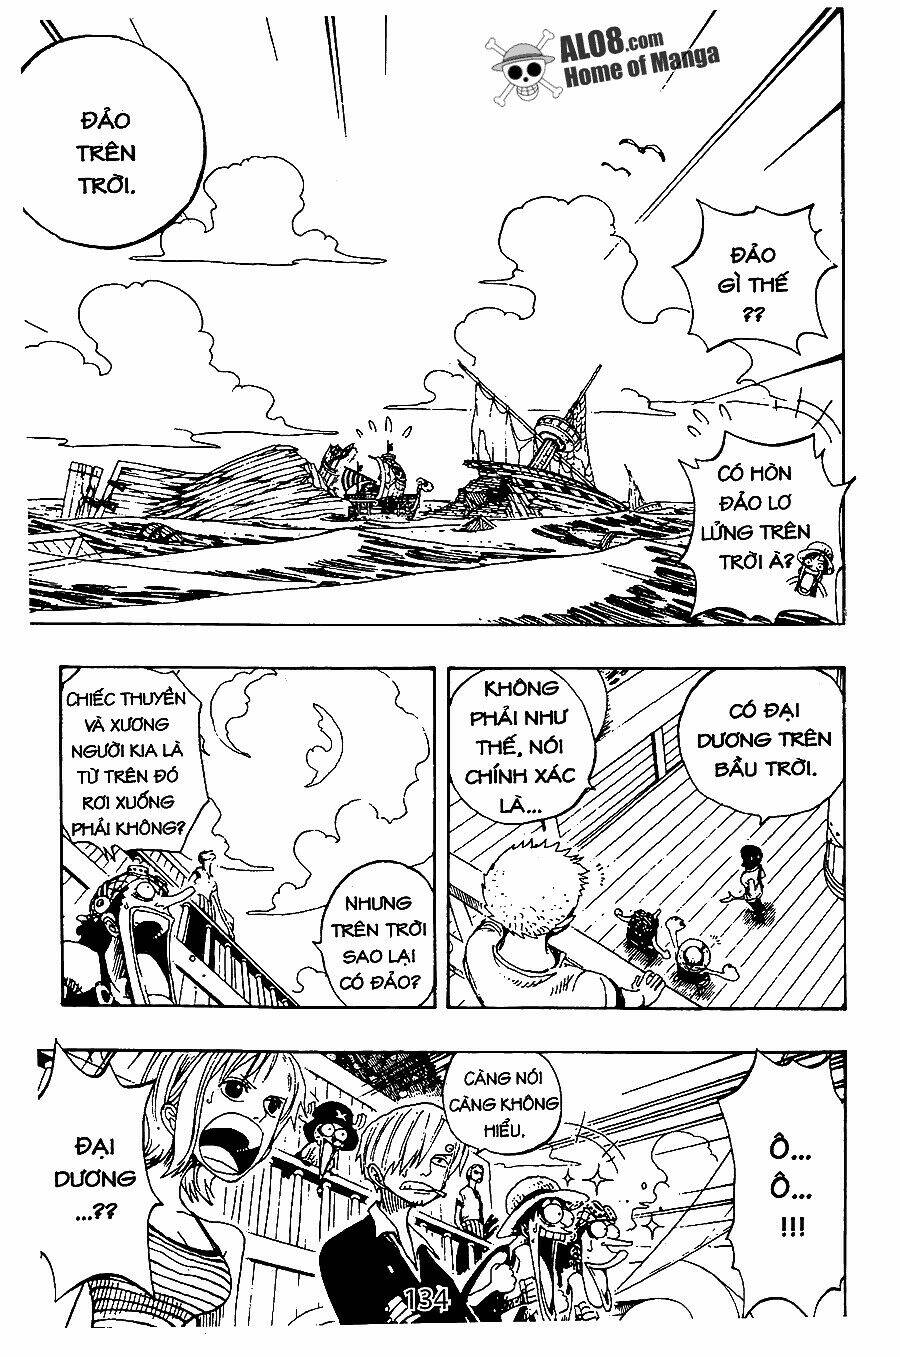 ALO8.com
Home of Manga
ĐẢO
GÌ THẾ
??
ĐẢO
TRÊN
TRỜI.
CÓ HÒN
ĐẢO LƠ
LỬNG TRÊN
TRỜI À?
CÓ ĐẠI
DƯƠNG TRÊN
BẦU TRỜI.
KHÔNG
PHẢI NHƯ
THẾ, NÓI
CHÍNH XÁC
LÀ...
CHIẾC THUYỀN
VÀ XƯƠNG
NGƯỜI KIA LÀ
TỪ TRÊN ĐÓ
RƠI XUỐNG
PHẢI KHÔNG?
NHƯNG
TRÊN TRỜI
SAO LẠI
CÓ ĐẢO?
Ô...
Ô...
!!!
CÀNG NÓI
CÀNG KHÔNG
HIỂU.
ĐẠI
DƯƠNG
...??
134